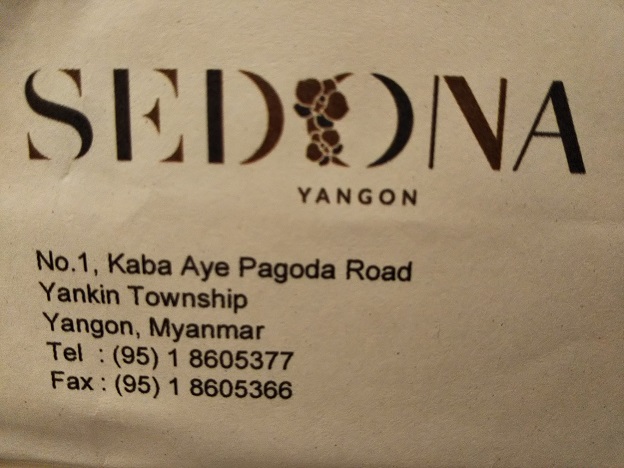 SEDONA
YANGON
No.1, Kaba Aye Pagoda Road
Yankin Township
Yangon, Myanmar
Tel : (95) 1 8605377
Fax : (95) 1 8605366